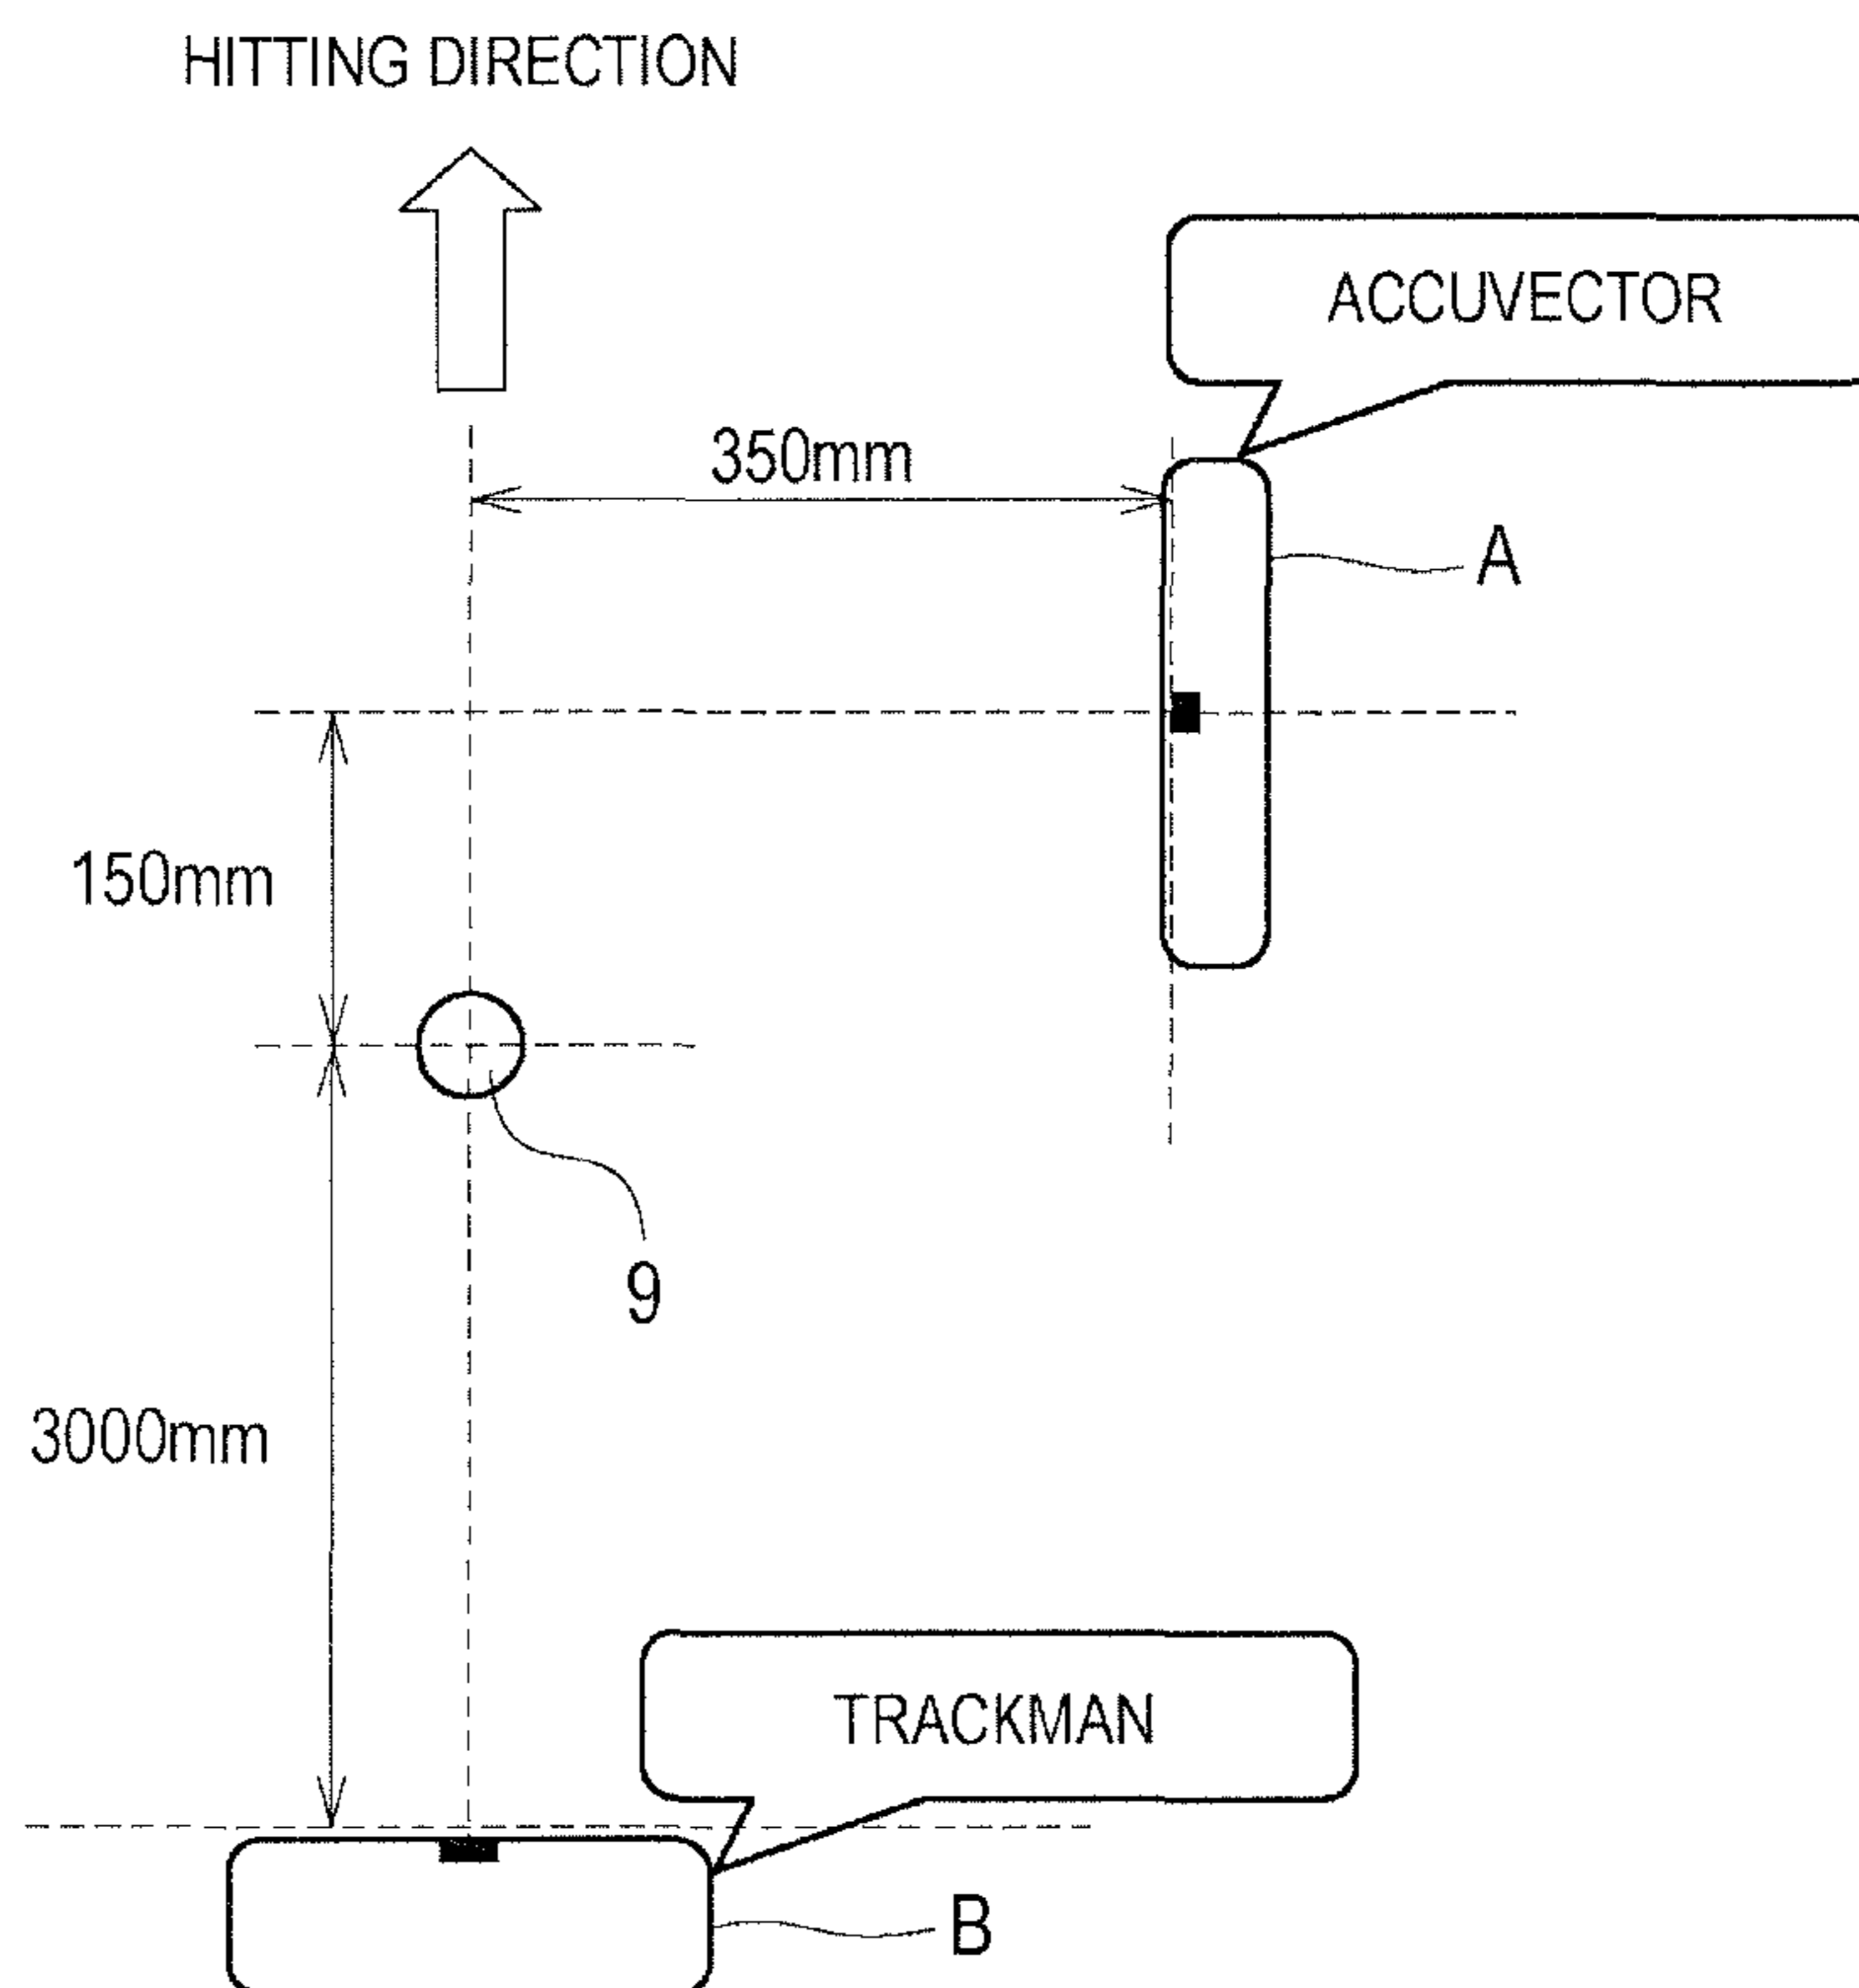 HITTING DIRECTION
ACCUVECTOR
350mm
A
150mm
9
3000mm
TRACKMAN
B